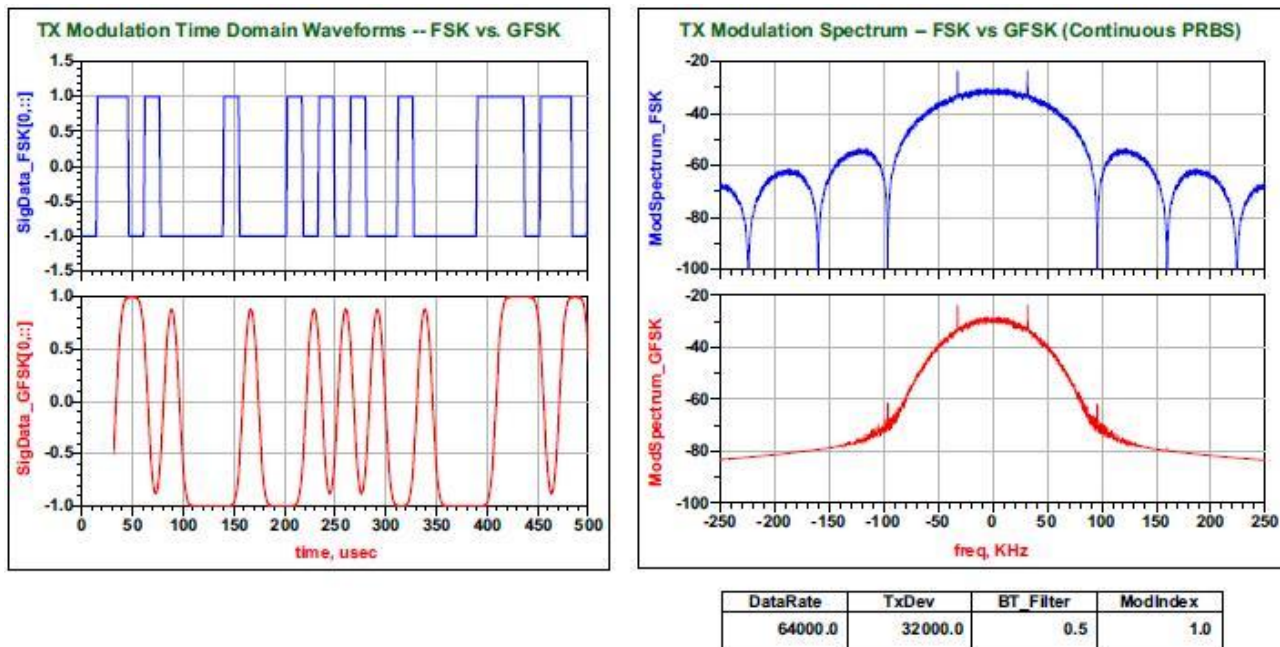 TX Modulation Time Domain Waveforms -- FSK vs. GFSK
SigData_FSK[0,::]
1.5
1.0
0.5
0.0
-0.5
-1.0
-1.5
SigData_GFSK[0,::]
1.0
0.5
0.0
-0.5
-1.0
0 50 100 150 200 250 300 350 400 450 500
time, usec
TX Modulation Spectrum – FSK vs GFSK (Continuous PRBS)
ModSpectrum_FSK
-20
-40
-60
-80
-100
ModSpectrum_GFSK
-20
-40
-60
-80
-100
-250 -200 -150 -100 -50 0 50 100 150 200 250
freq, KHz
DataRate TxDev BT_Filter ModIndex
64000.0 32000.0 0.5 1.0